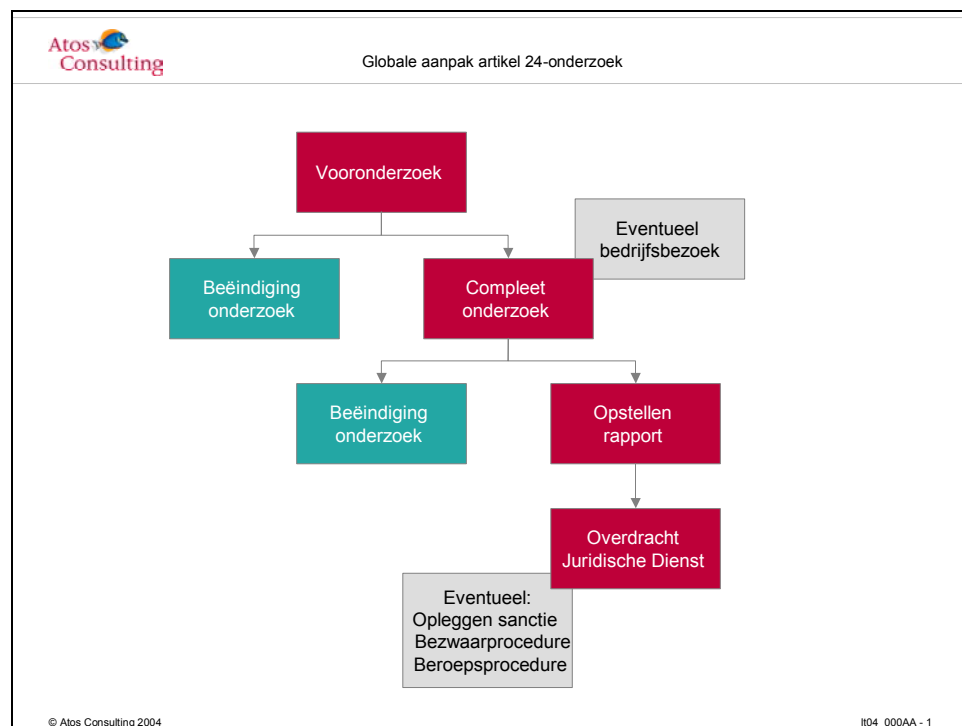 Atos
Consulting
Globale aanpak artikel 24-onderzoek
Vooronderzoek
Eventueel
bedrijfsbezoek
Beëindiging
onderzoek
Compleet
onderzoek
Beëindiging
onderzoek
Opstellen
rapport
Overdracht
Juridische Dienst
Eventueel:
Opleggen sanctie
Bezwaarprocedure
Beroepsprocedure
© Atos Consulting 2004
lt04_000AA - 1